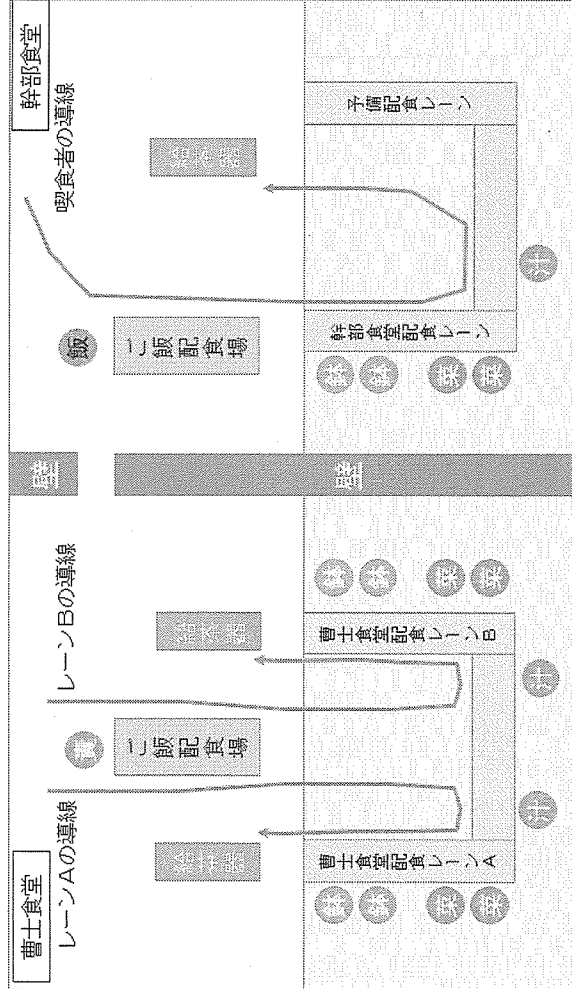 曹士食堂
レーンAの導線
レーンBの導線
ご飯配食場
給茶器
給茶器
曹士食堂配食レーンA
曹士食堂配食レーンB
鉢
鉢
菜
菜
汁
汁
鉢
鉢
菜
菜
壁
壁
幹部食堂
喫食者の導線
飯
ご飯配食場
給茶器
幹部食堂配食レーン
予備配食レーン
鉢
鉢
菜
菜
汁